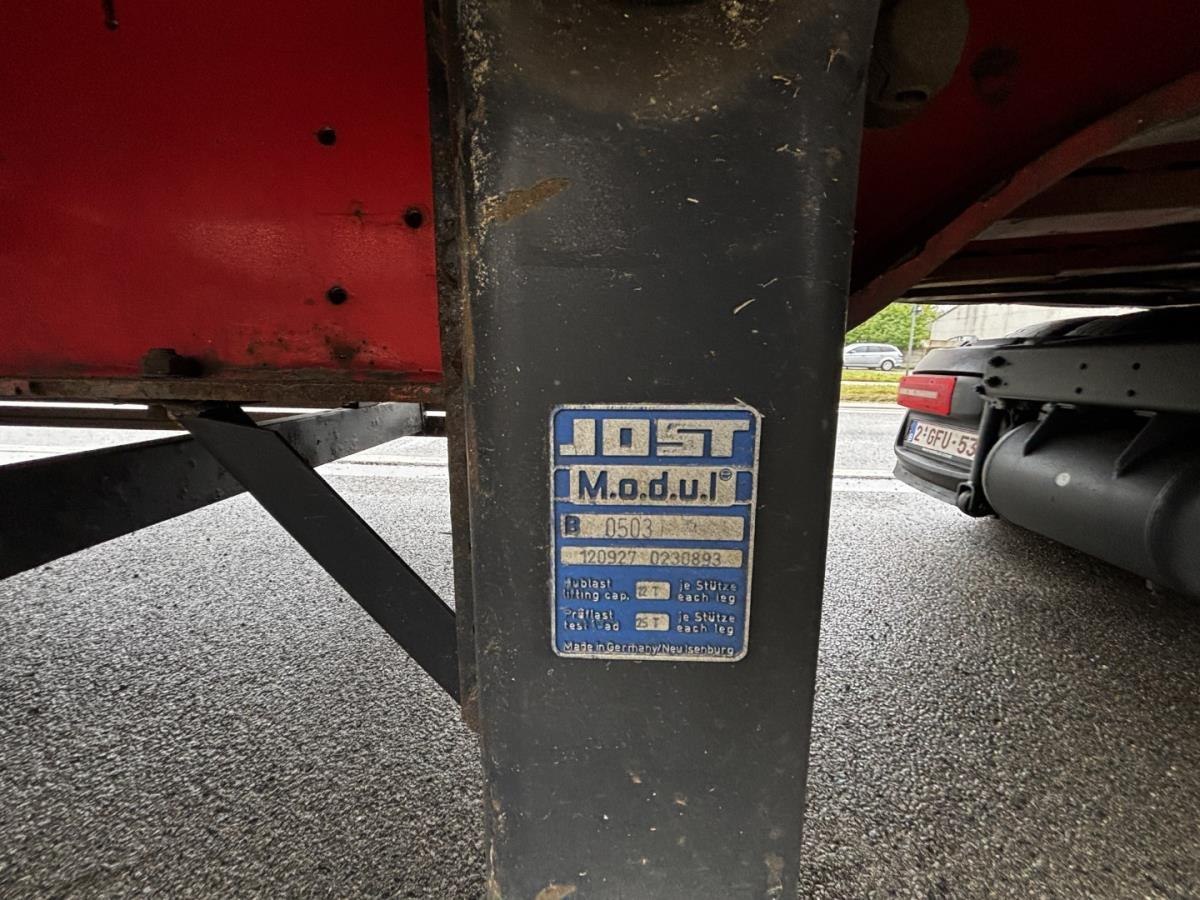 JOST
M.o.d.u.l®
B 0503
120927 0230893
Hublast 12 T je Stütze
lifting cap. each leg
Prüflast 25 T je Stütze
test load each leg
Made in Germany/Neu Isenburg
2-GFU-53